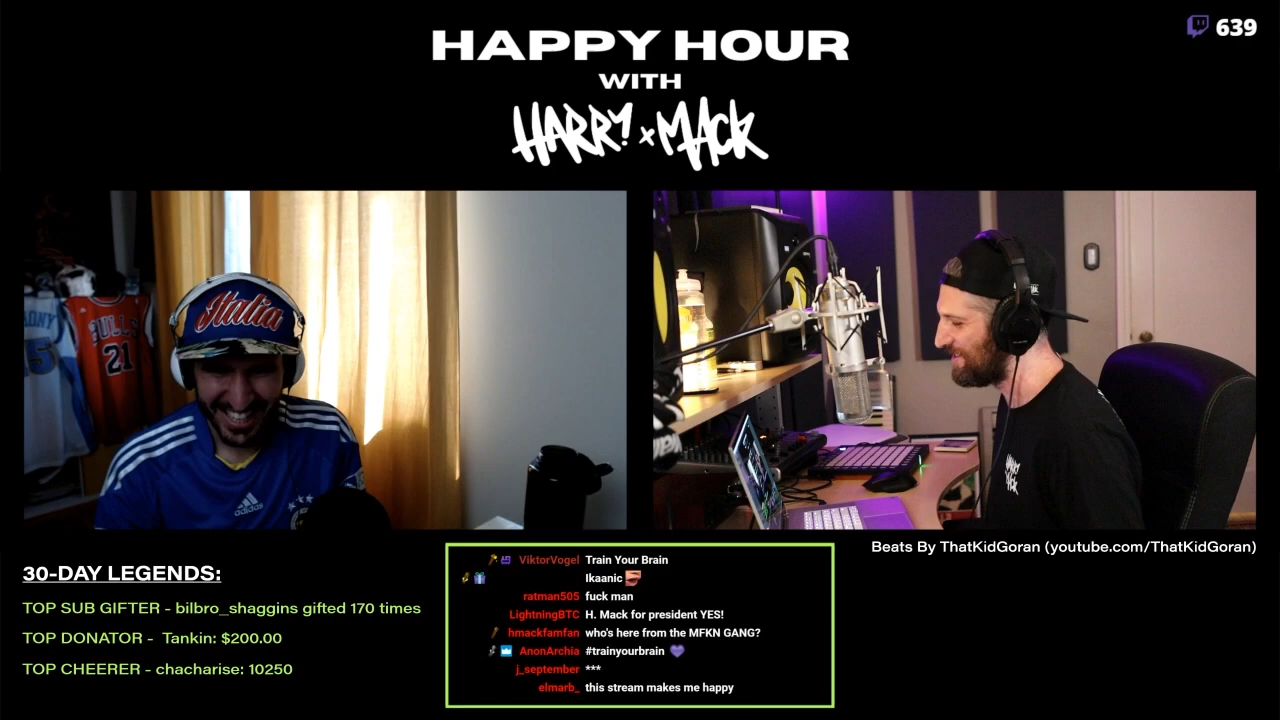 639
HAPPY HOUR
WITH
HARRY x MACK
Italia
BULLS
21
adidas
HARRY
MACK
Beats By ThatKidGoran (youtube.com/ThatKidGoran)
30-DAY LEGENDS:
TOP SUB GIFTER - bilbro_shaggins gifted 170 times
TOP DONATOR - Tankin: $200.00
TOP CHEERER - chacharise: 10250
ViktorVogel Train Your Brain
Ikaanic
ratman505 fuck man
LightningBTC H. Mack for president YES!
hmackfamfan who's here from the MFKN GANG?
AnonArchia #trainyourbrain
j_september ***
elmarb_ this stream makes me happy